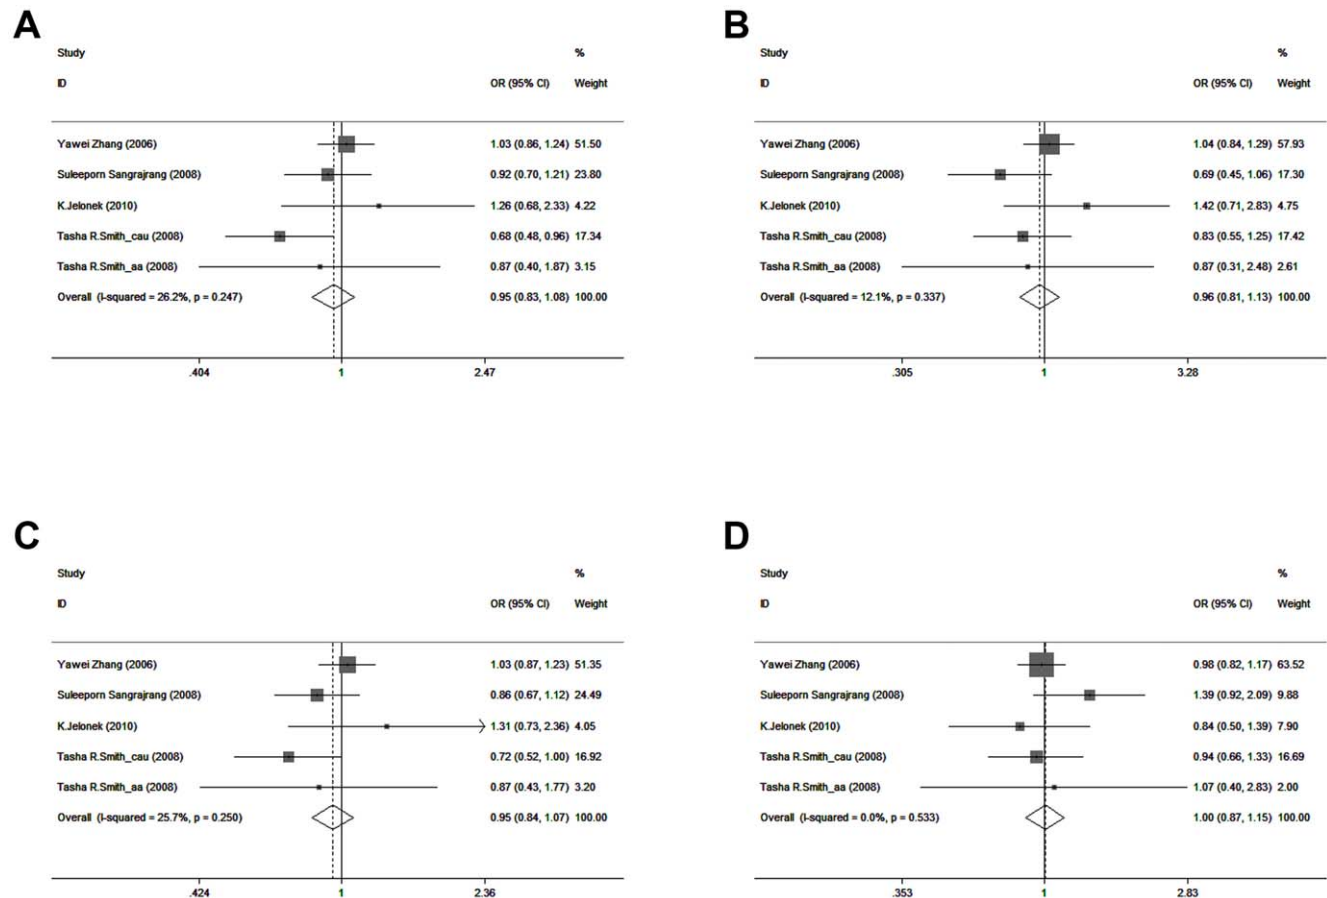 A
Study %
ID OR (95% CI) Weight
Yawei Zhang (2006) 1.03 (0.86, 1.24) 51.50
Suleeporn Sangrajrang (2008) 0.92 (0.70, 1.21) 23.80
K.Jelonek (2010) 1.26 (0.68, 2.33) 4.22
Tasha R.Smith_cau (2008) 0.68 (0.48, 0.96) 17.34
Tasha R.Smith_aa (2008) 0.87 (0.40, 1.87) 3.15
Overall (I-squared = 26.2%, p = 0.247) 0.95 (0.83, 1.08) 100.00
.404 1 2.47
B
Study %
ID OR (95% CI) Weight
Yawei Zhang (2006) 1.04 (0.84, 1.29) 57.93
Suleeporn Sangrajrang (2008) 0.69 (0.45, 1.06) 17.30
K.Jelonek (2010) 1.42 (0.71, 2.83) 4.75
Tasha R.Smith_cau (2008) 0.83 (0.55, 1.25) 17.42
Tasha R.Smith_aa (2008) 0.87 (0.31, 2.48) 2.61
Overall (I-squared = 12.1%, p = 0.337) 0.96 (0.81, 1.13) 100.00
.305 1 3.28
C
Study %
ID OR (95% CI) Weight
Yawei Zhang (2006) 1.03 (0.87, 1.23) 51.35
Suleeporn Sangrajrang (2008) 0.86 (0.67, 1.12) 24.49
K.Jelonek (2010) 1.31 (0.73, 2.36) 4.05
Tasha R.Smith_cau (2008) 0.72 (0.52, 1.00) 16.92
Tasha R.Smith_aa (2008) 0.87 (0.43, 1.77) 3.20
Overall (I-squared = 25.7%, p = 0.250) 0.95 (0.84, 1.07) 100.00
.424 1 2.36
D
Study %
ID OR (95% CI) Weight
Yawei Zhang (2006) 0.98 (0.82, 1.17) 63.52
Suleeporn Sangrajrang (2008) 1.39 (0.92, 2.09) 9.88
K.Jelonek (2010) 0.84 (0.50, 1.39) 7.90
Tasha R.Smith_cau (2008) 0.94 (0.66, 1.33) 16.69
Tasha R.Smith_aa (2008) 1.07 (0.40, 2.83) 2.00
Overall (I-squared = 0.0%, p = 0.533) 1.00 (0.87, 1.15) 100.00
.353 1 2.83